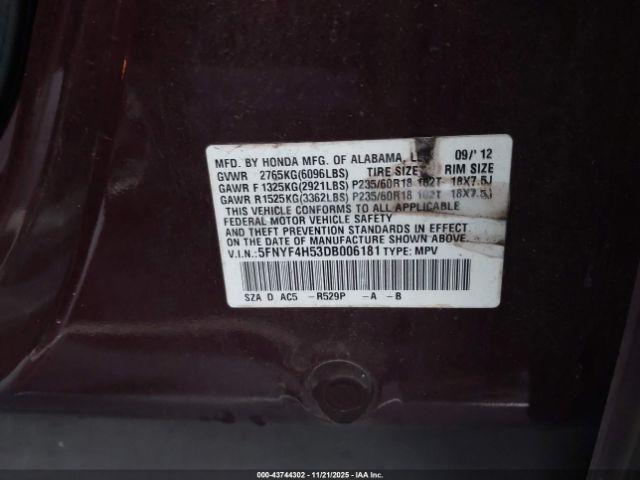 MFD. BY HONDA MFG. OF ALABAMA, 09/'12
GVWR 2765KG(6096LBS) TIRE SIZE RIM SIZE
GAWR F 1325KG(2921LBS) P235/60R18 102T 18X7.5J
GAWR R1525KG(3362LBS) P235/60R18 102T 18X7.5J
THIS VEHICLE CONFORMS TO ALL APPLICABLE
FEDERAL MOTOR VEHICLE SAFETY
AND THEFT PREVENTION STANDARDS IN EFFECT
ON THE DATE OF MANUFACTURE SHOWN ABOVE.
V.I.N.:5FNYF4H53DB006181 TYPE: MPV
SZA D AC5 -R529P -A -B
000-43744302 - 11/21/2025 - IAA Inc.